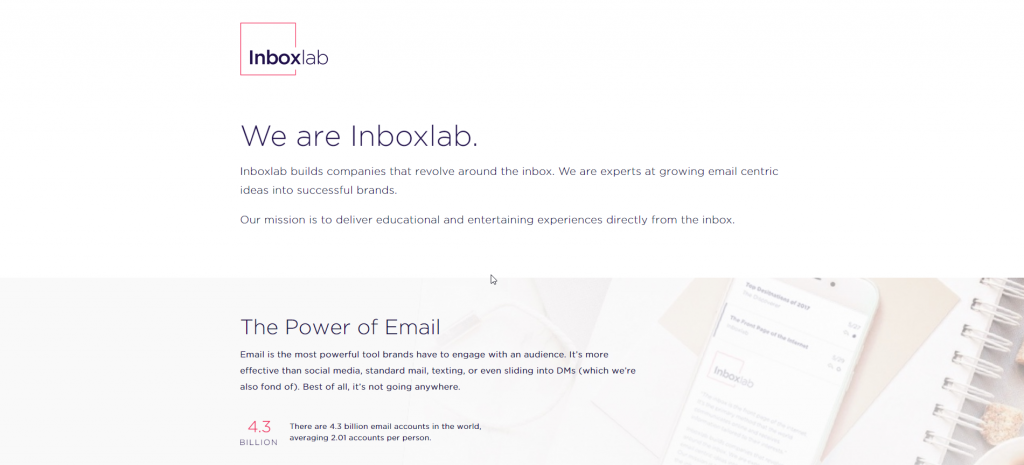 Inboxlab
We are Inboxlab.
Inboxlab builds companies that revolve around the inbox. We are experts at growing email centric
ideas into successful brands.
Our mission is to deliver educational and entertaining experiences directly from the inbox.
The Power of Email
Email is the most powerful tool brands have to engage with an audience. It's more
effective than social media, standard mail, texting, or even sliding into DMs (which we're
also fond of). Best of all, it's not going anywhere.
4.3
BILLION
There are 4.3 billion email accounts in the world,
averaging 2.01 accounts per person.
Top Destinations of 2017
The Front Page of the Internet
Inboxlab